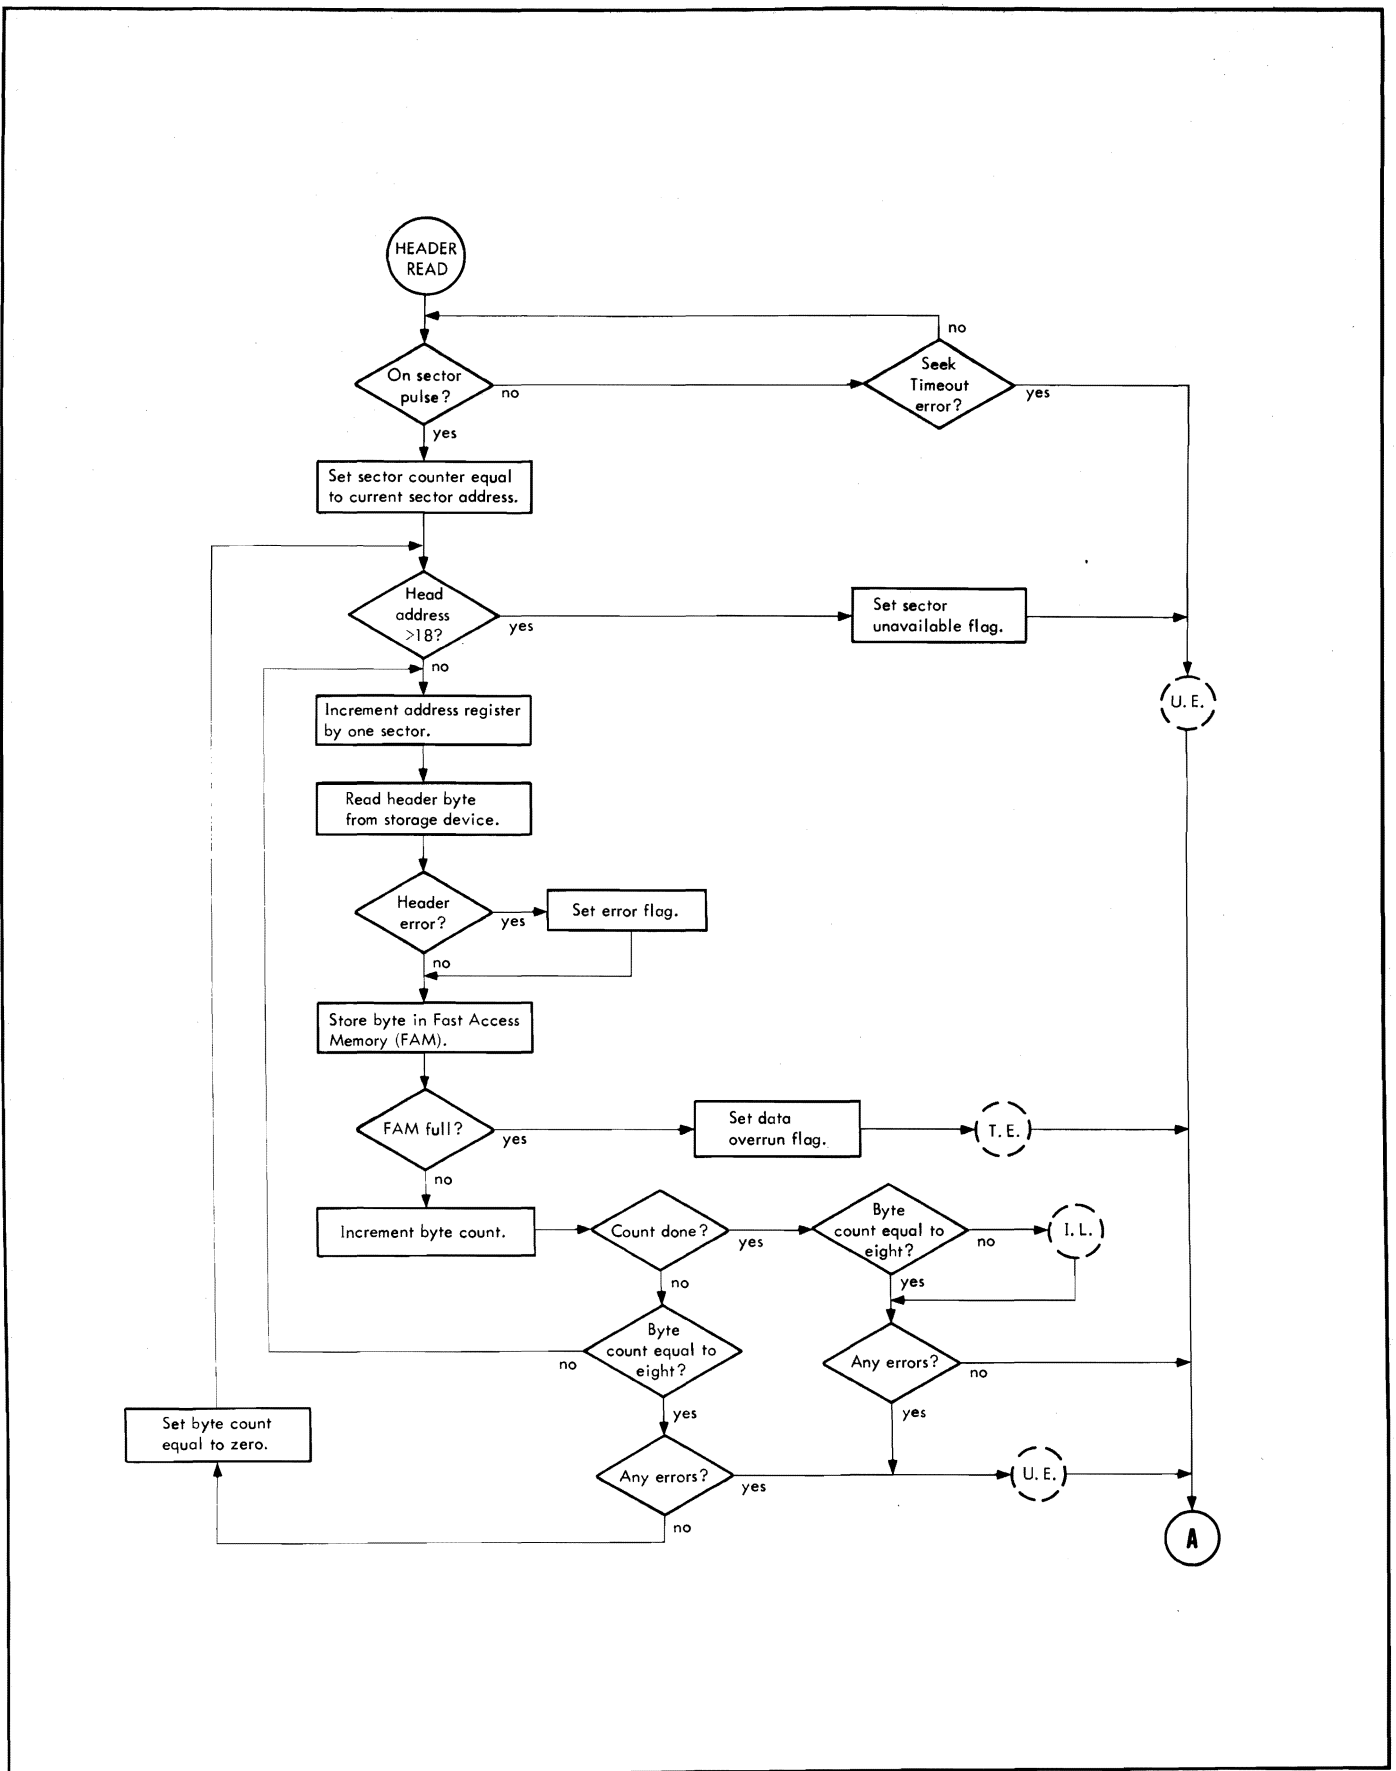 HEADER
READ
no
On sector
pulse?
no
Seek
Timeout
error?
yes
yes
Set sector counter equal
to current sector address.
Head
address
>18?
yes
Set sector
unavailable flag.
no
Increment address register
by one sector.
U.E.
Read header byte
from storage device.
Header
error?
yes
Set error flag.
no
Store byte in Fast Access
Memory (FAM).
FAM full?
yes
Set data
overrun flag.
T.E.
no
Increment byte count.
Count done?
yes
Byte
count equal to
eight?
no
I.L.
no
yes
Byte
count equal to
eight?
no
Any errors?
no
yes
yes
Set byte count
equal to zero.
Any errors?
yes
U.E.
no
A